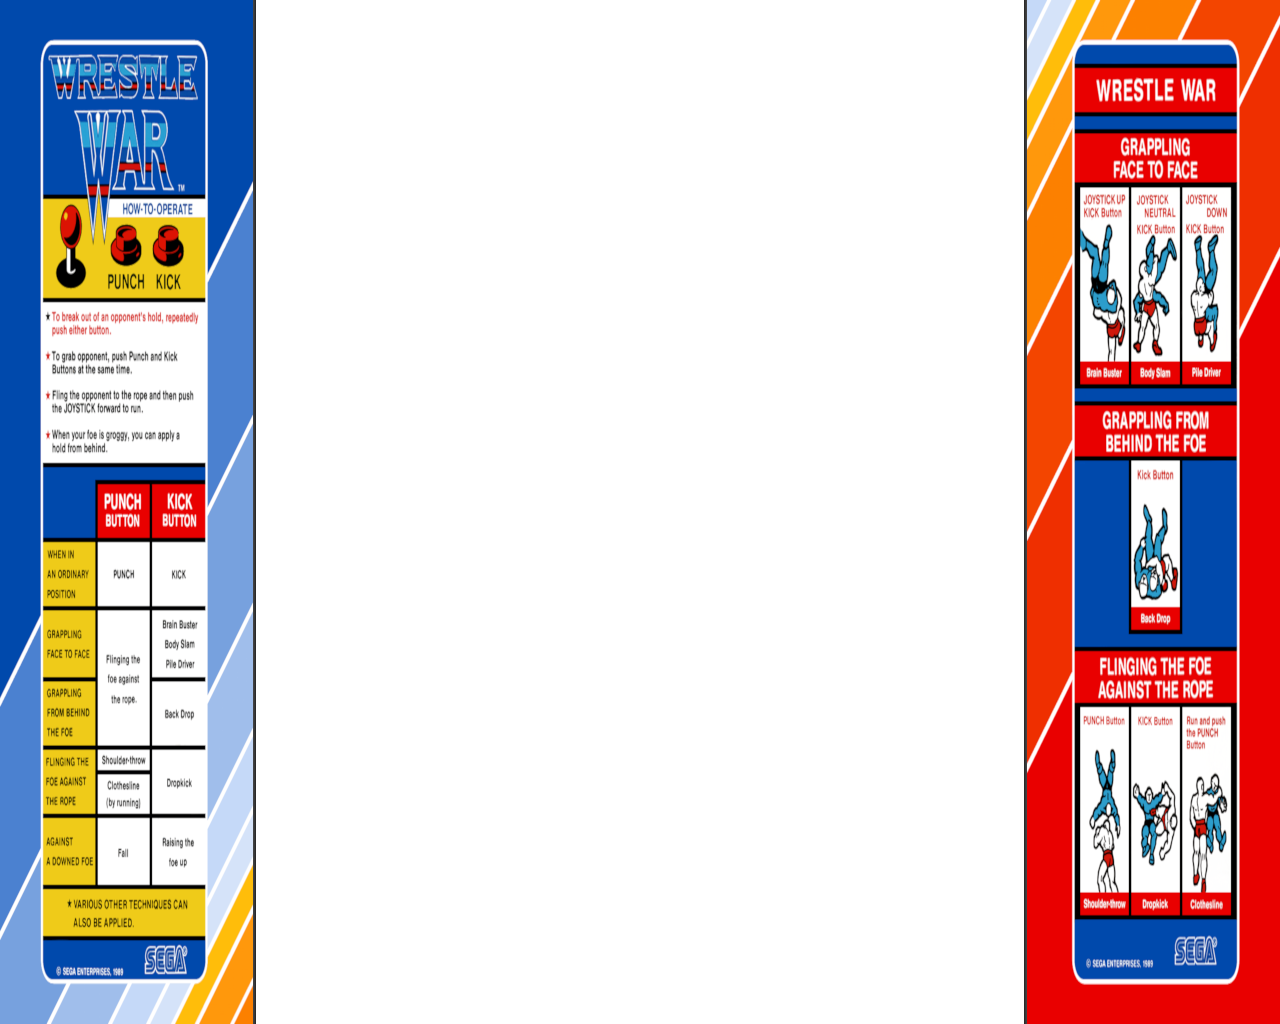 WRESTLE
WAR
TM
HOW-TO-OPERATE
PUNCH KICK
* To break out of an opponent's hold, repeatedly
push either button.
* To grab opponent, push Punch and Kick
Buttons at the same time.
* Fling the opponent to the rope and then push
the JOYSTICK forward to run.
* When your foe is groggy, you can apply a
hold from behind.
PUNCH
BUTTON
KICK
BUTTON
WHEN IN
AN ORDINARY
POSITION
PUNCH
KICK
GRAPPLING
FACE TO FACE
Flinging the
foe against
the rope.
Brain Buster
Body Slam
Pile Driver
GRAPPLING
FROM BEHIND
THE FOE
Back Drop
FLINGING THE
FOE AGAINST
THE ROPE
Shoulder-throw
Clothesline
(by running)
Dropkick
AGAINST
A DOWNED FOE
Fall
Raising the
foe up
* VARIOUS OTHER TECHNIQUES CAN
ALSO BE APPLIED.
© SEGA ENTERPRISES, 1989
SEGA®
WRESTLE WAR
GRAPPLING
FACE TO FACE
JOYSTICK UP
KICK Button
Brain Buster
JOYSTICK
NEUTRAL
KICK Button
Body Slam
JOYSTICK
DOWN
KICK Button
Pile Driver
GRAPPLING FROM
BEHIND THE FOE
Kick Button
Back Drop
FLINGING THE FOE
AGAINST THE ROPE
PUNCH Button
Shoulder-throw
KICK Button
Dropkick
Run and push
the PUNCH
Button
Clothesline
© SEGA ENTERPRISES, 1989
SEGA®